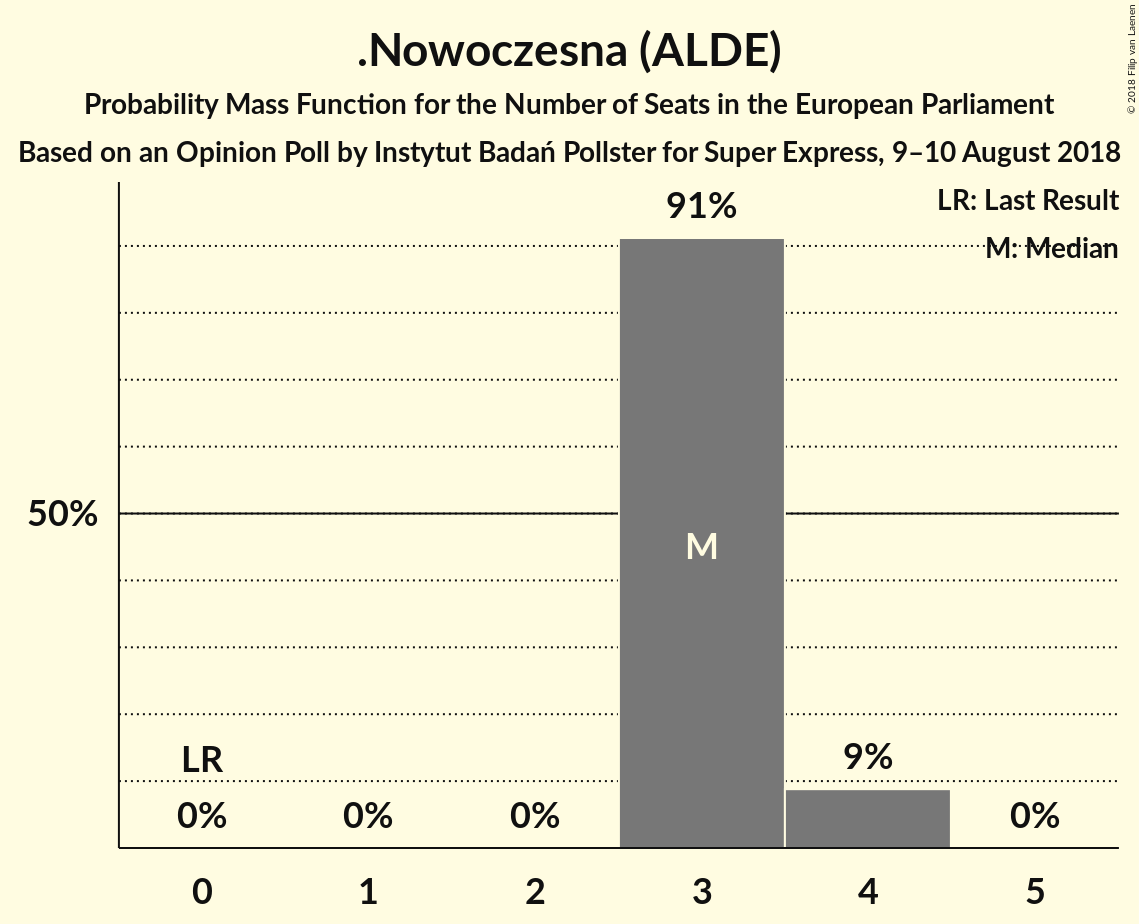 .Nowoczesna (ALDE)
Probability Mass Function for the Number of Seats in the European Parliament
Based on an Opinion Poll by Instytut Badań Pollster for Super Express, 9–10 August 2018
© 2018 Filip van Laenen
LR: Last Result
M: Median
91%
50%
M
LR
9%
0% 0% 0% 0%
0 1 2 3 4 5